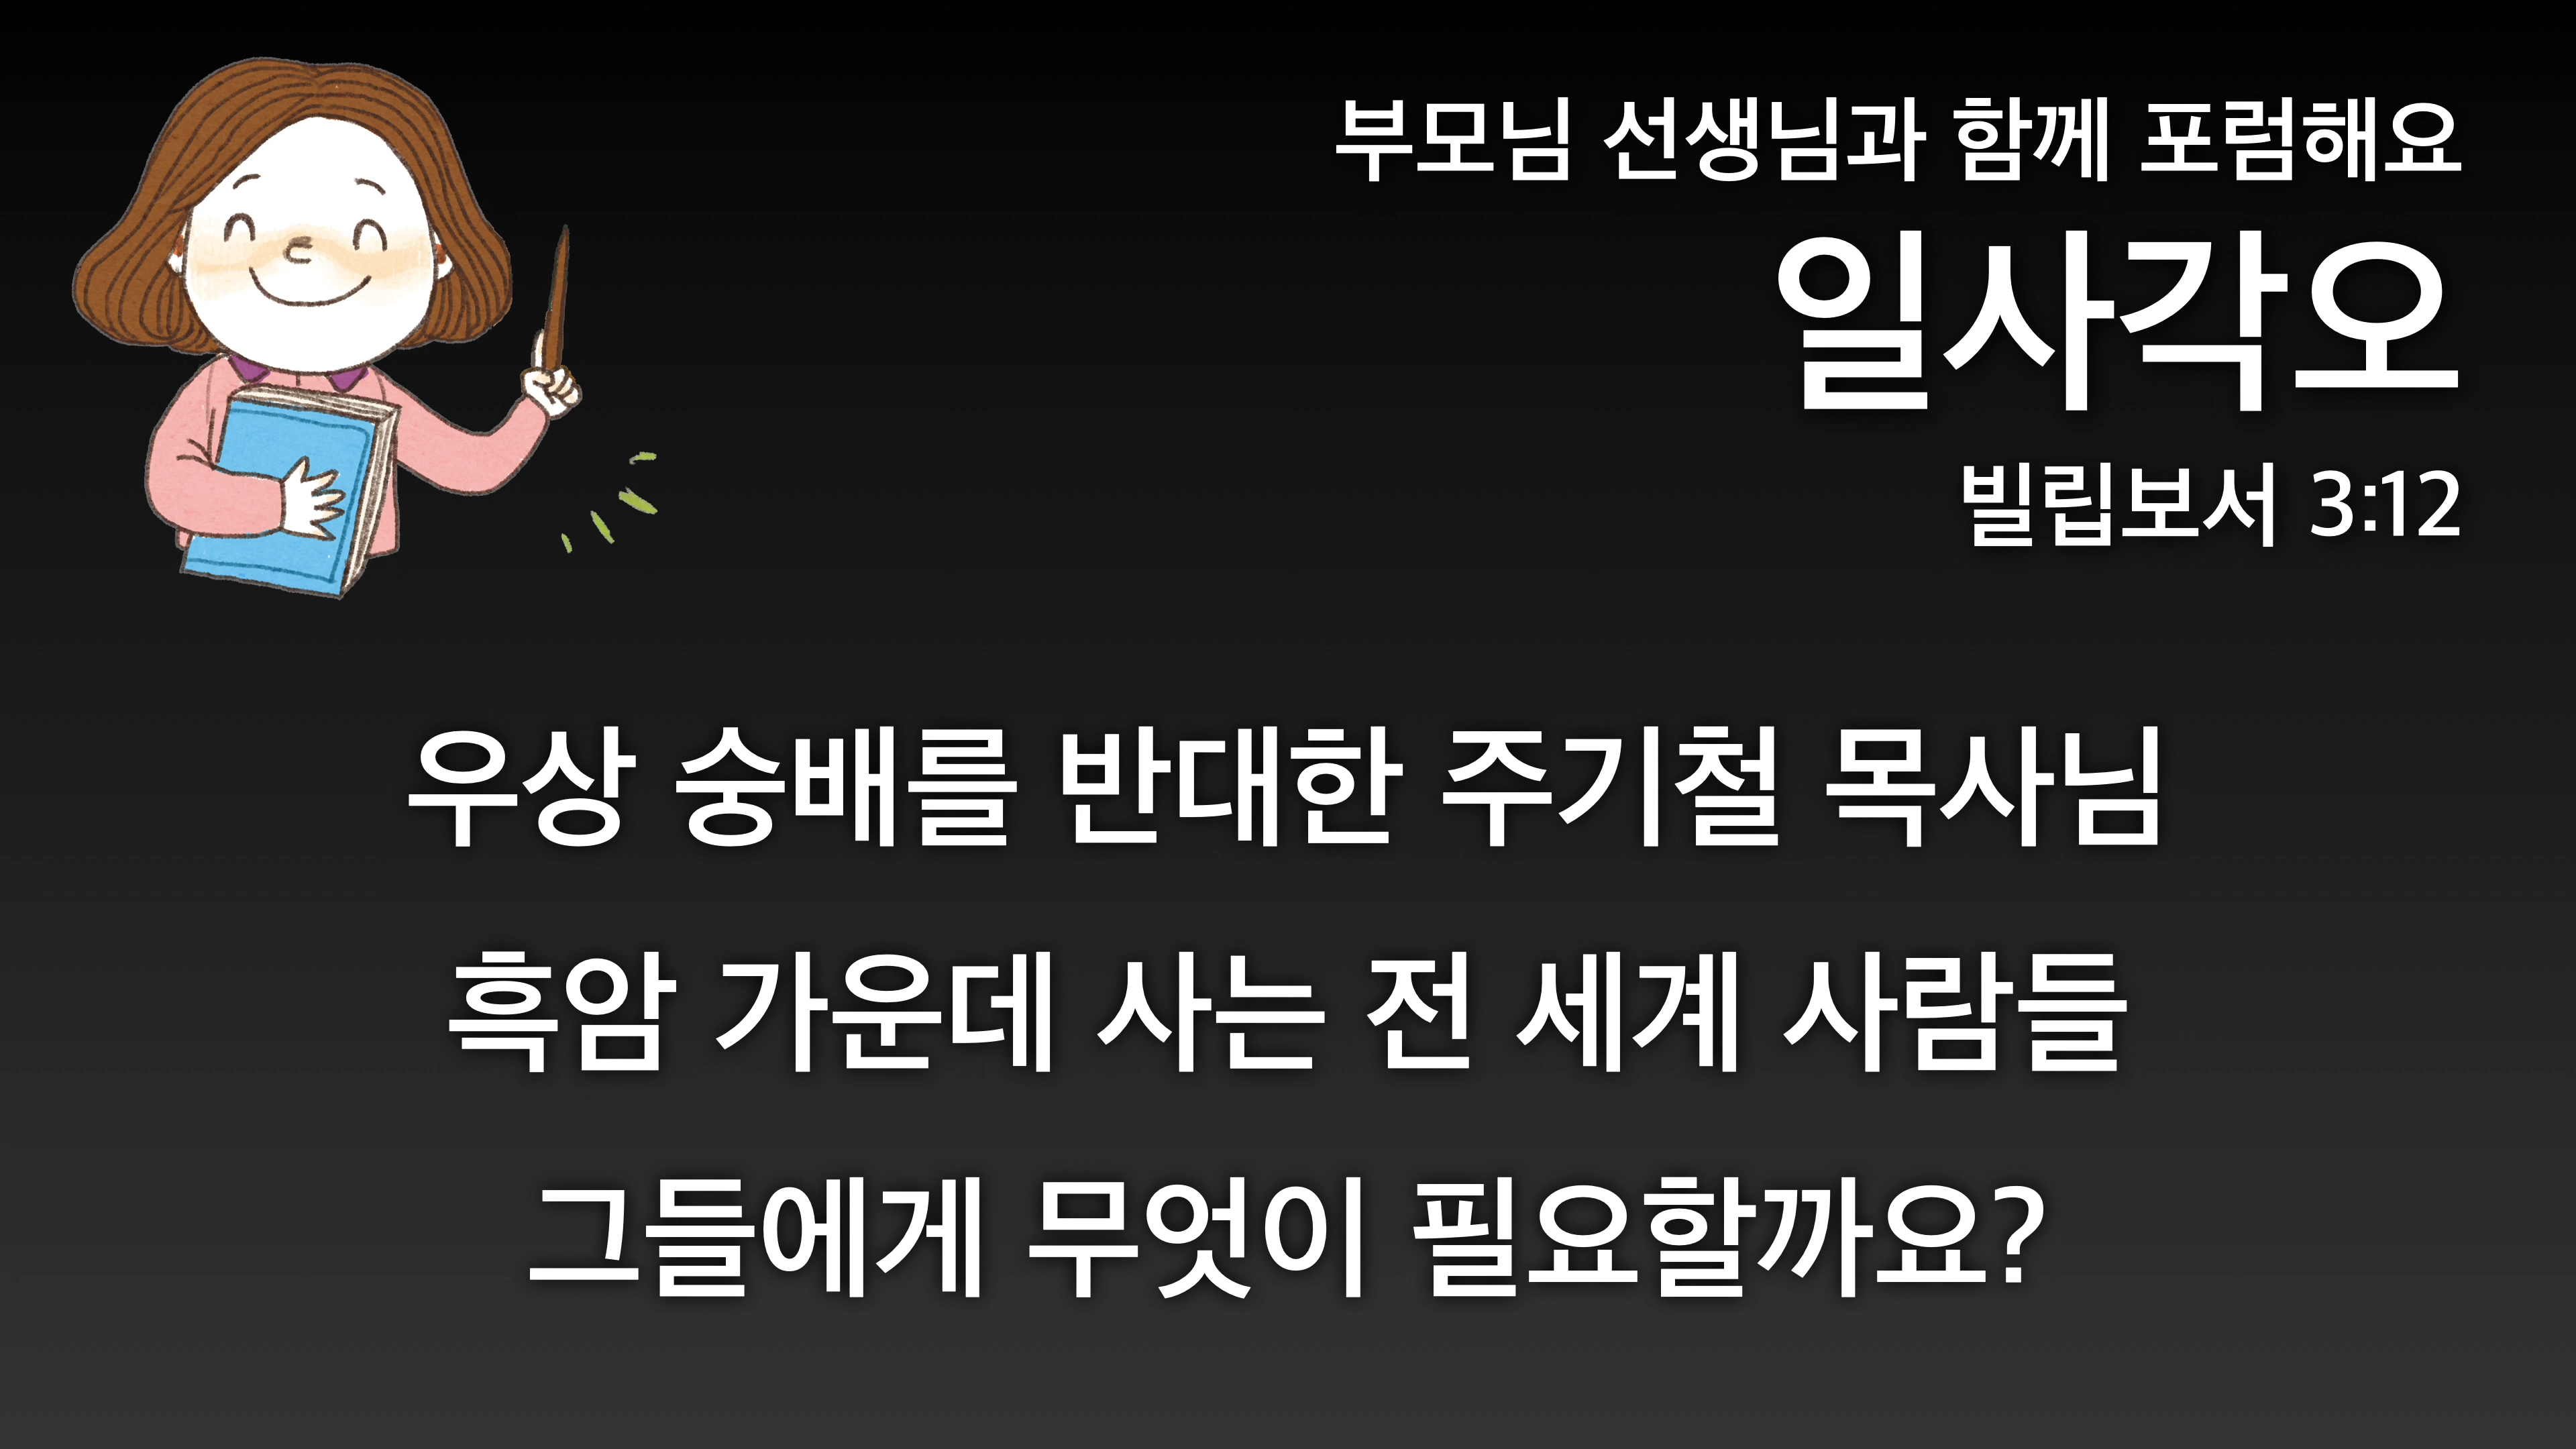 부모님 선생님과 함께 포럼해요
일사각오
빌립보서 3:12
우상 숭배를 반대한 주기철 목사님
흑암 가운데 사는 전 세계 사람들
그들에게 무엇이 필요할까요?